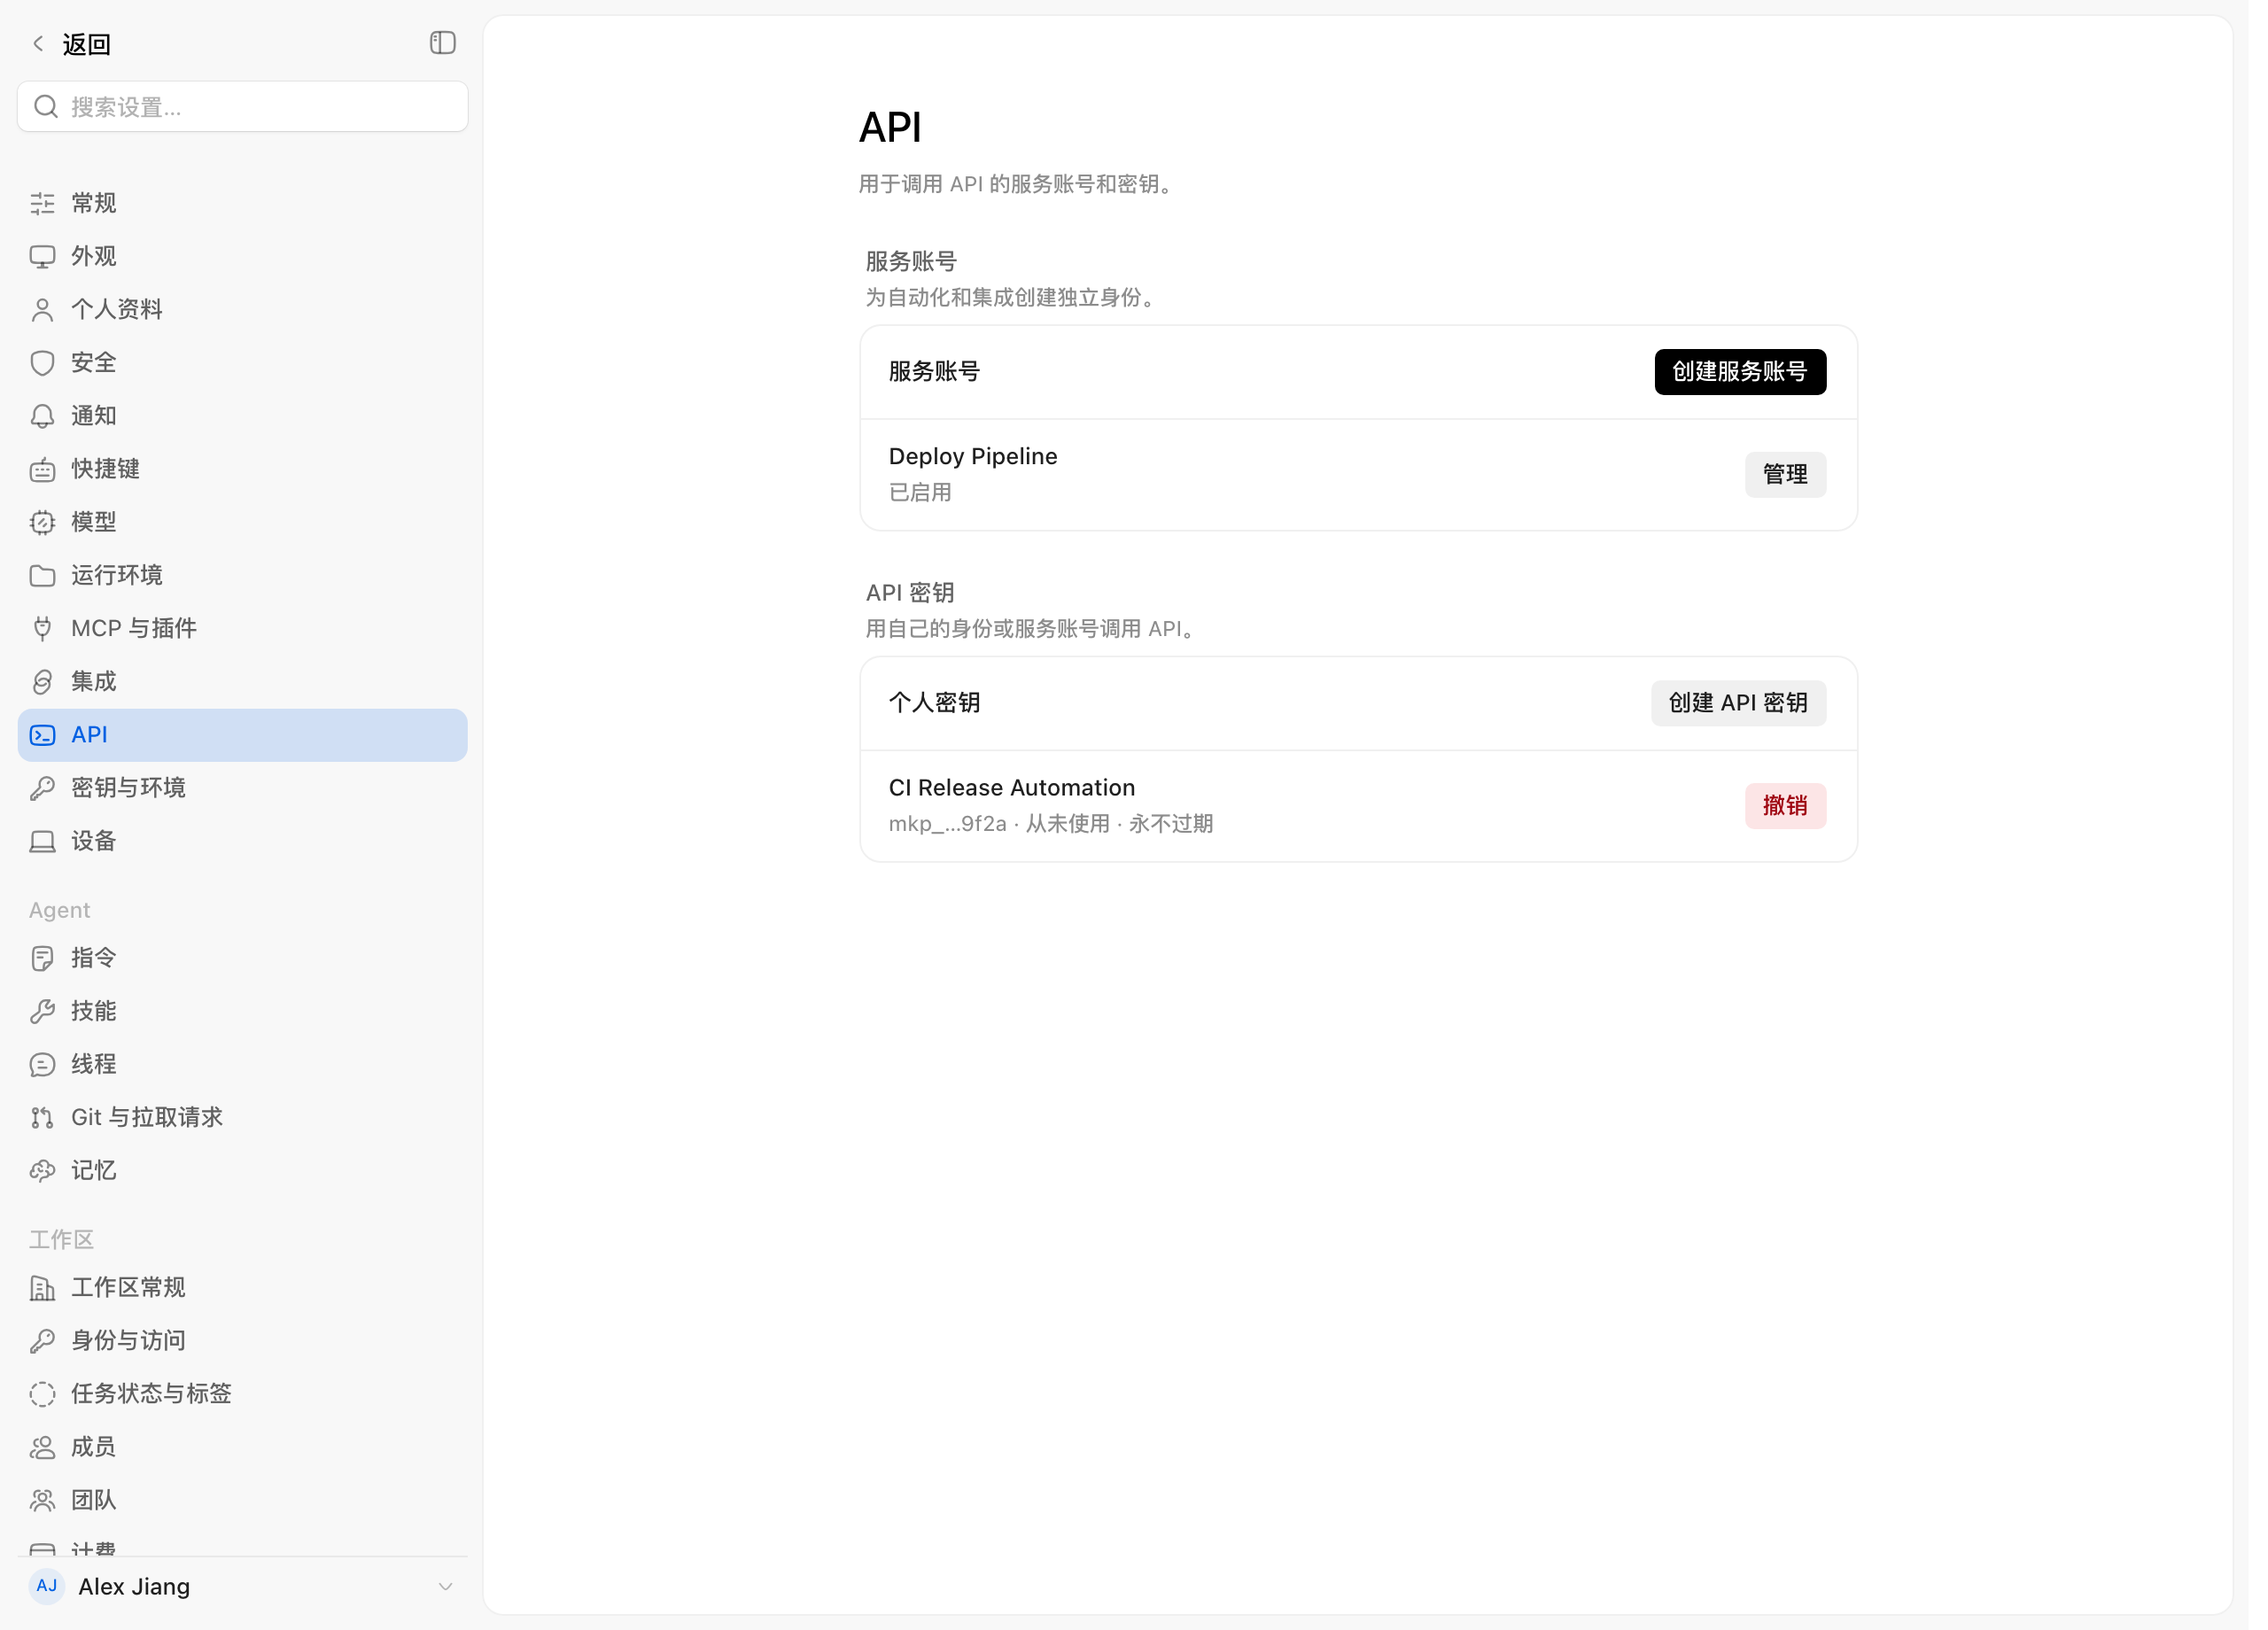 返回
搜索设置...
常规
外观
个人资料
安全
通知
快捷键
模型
运行环境
MCP 与插件
集成
API
密钥与环境
设备
Agent
指令
技能
线程
Git 与拉取请求
记忆
工作区
工作区常规
身份与访问
任务状态与标签
成员
团队
计费
AJ
Alex Jiang
API
用于调用 API 的服务账号和密钥。
服务账号
为自动化和集成创建独立身份。
服务账号
创建服务账号
Deploy Pipeline
已启用
管理
API 密钥
用自己的身份或服务账号调用 API。
个人密钥
创建 API 密钥
CI Release Automation
mkp_...9f2a · 从未使用 · 永不过期
撤销